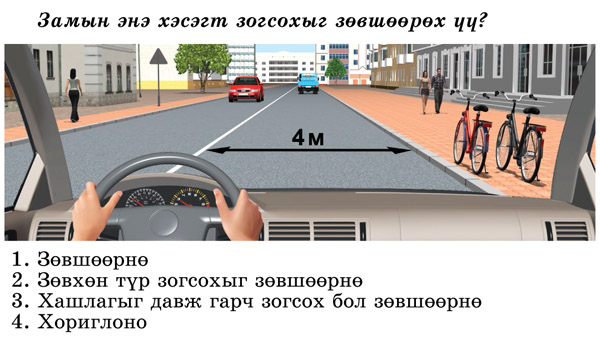 Замын энэ хэсэгт зогсохыг зөвшөөрөх үү?
4 м
1. Зөвшөөрнө
2. Зөвхөн түр зогсохыг зөвшөөрнө
3. Хашлагыг давж гарч зогсох бол зөвшөөрнө
4. Хориглоно